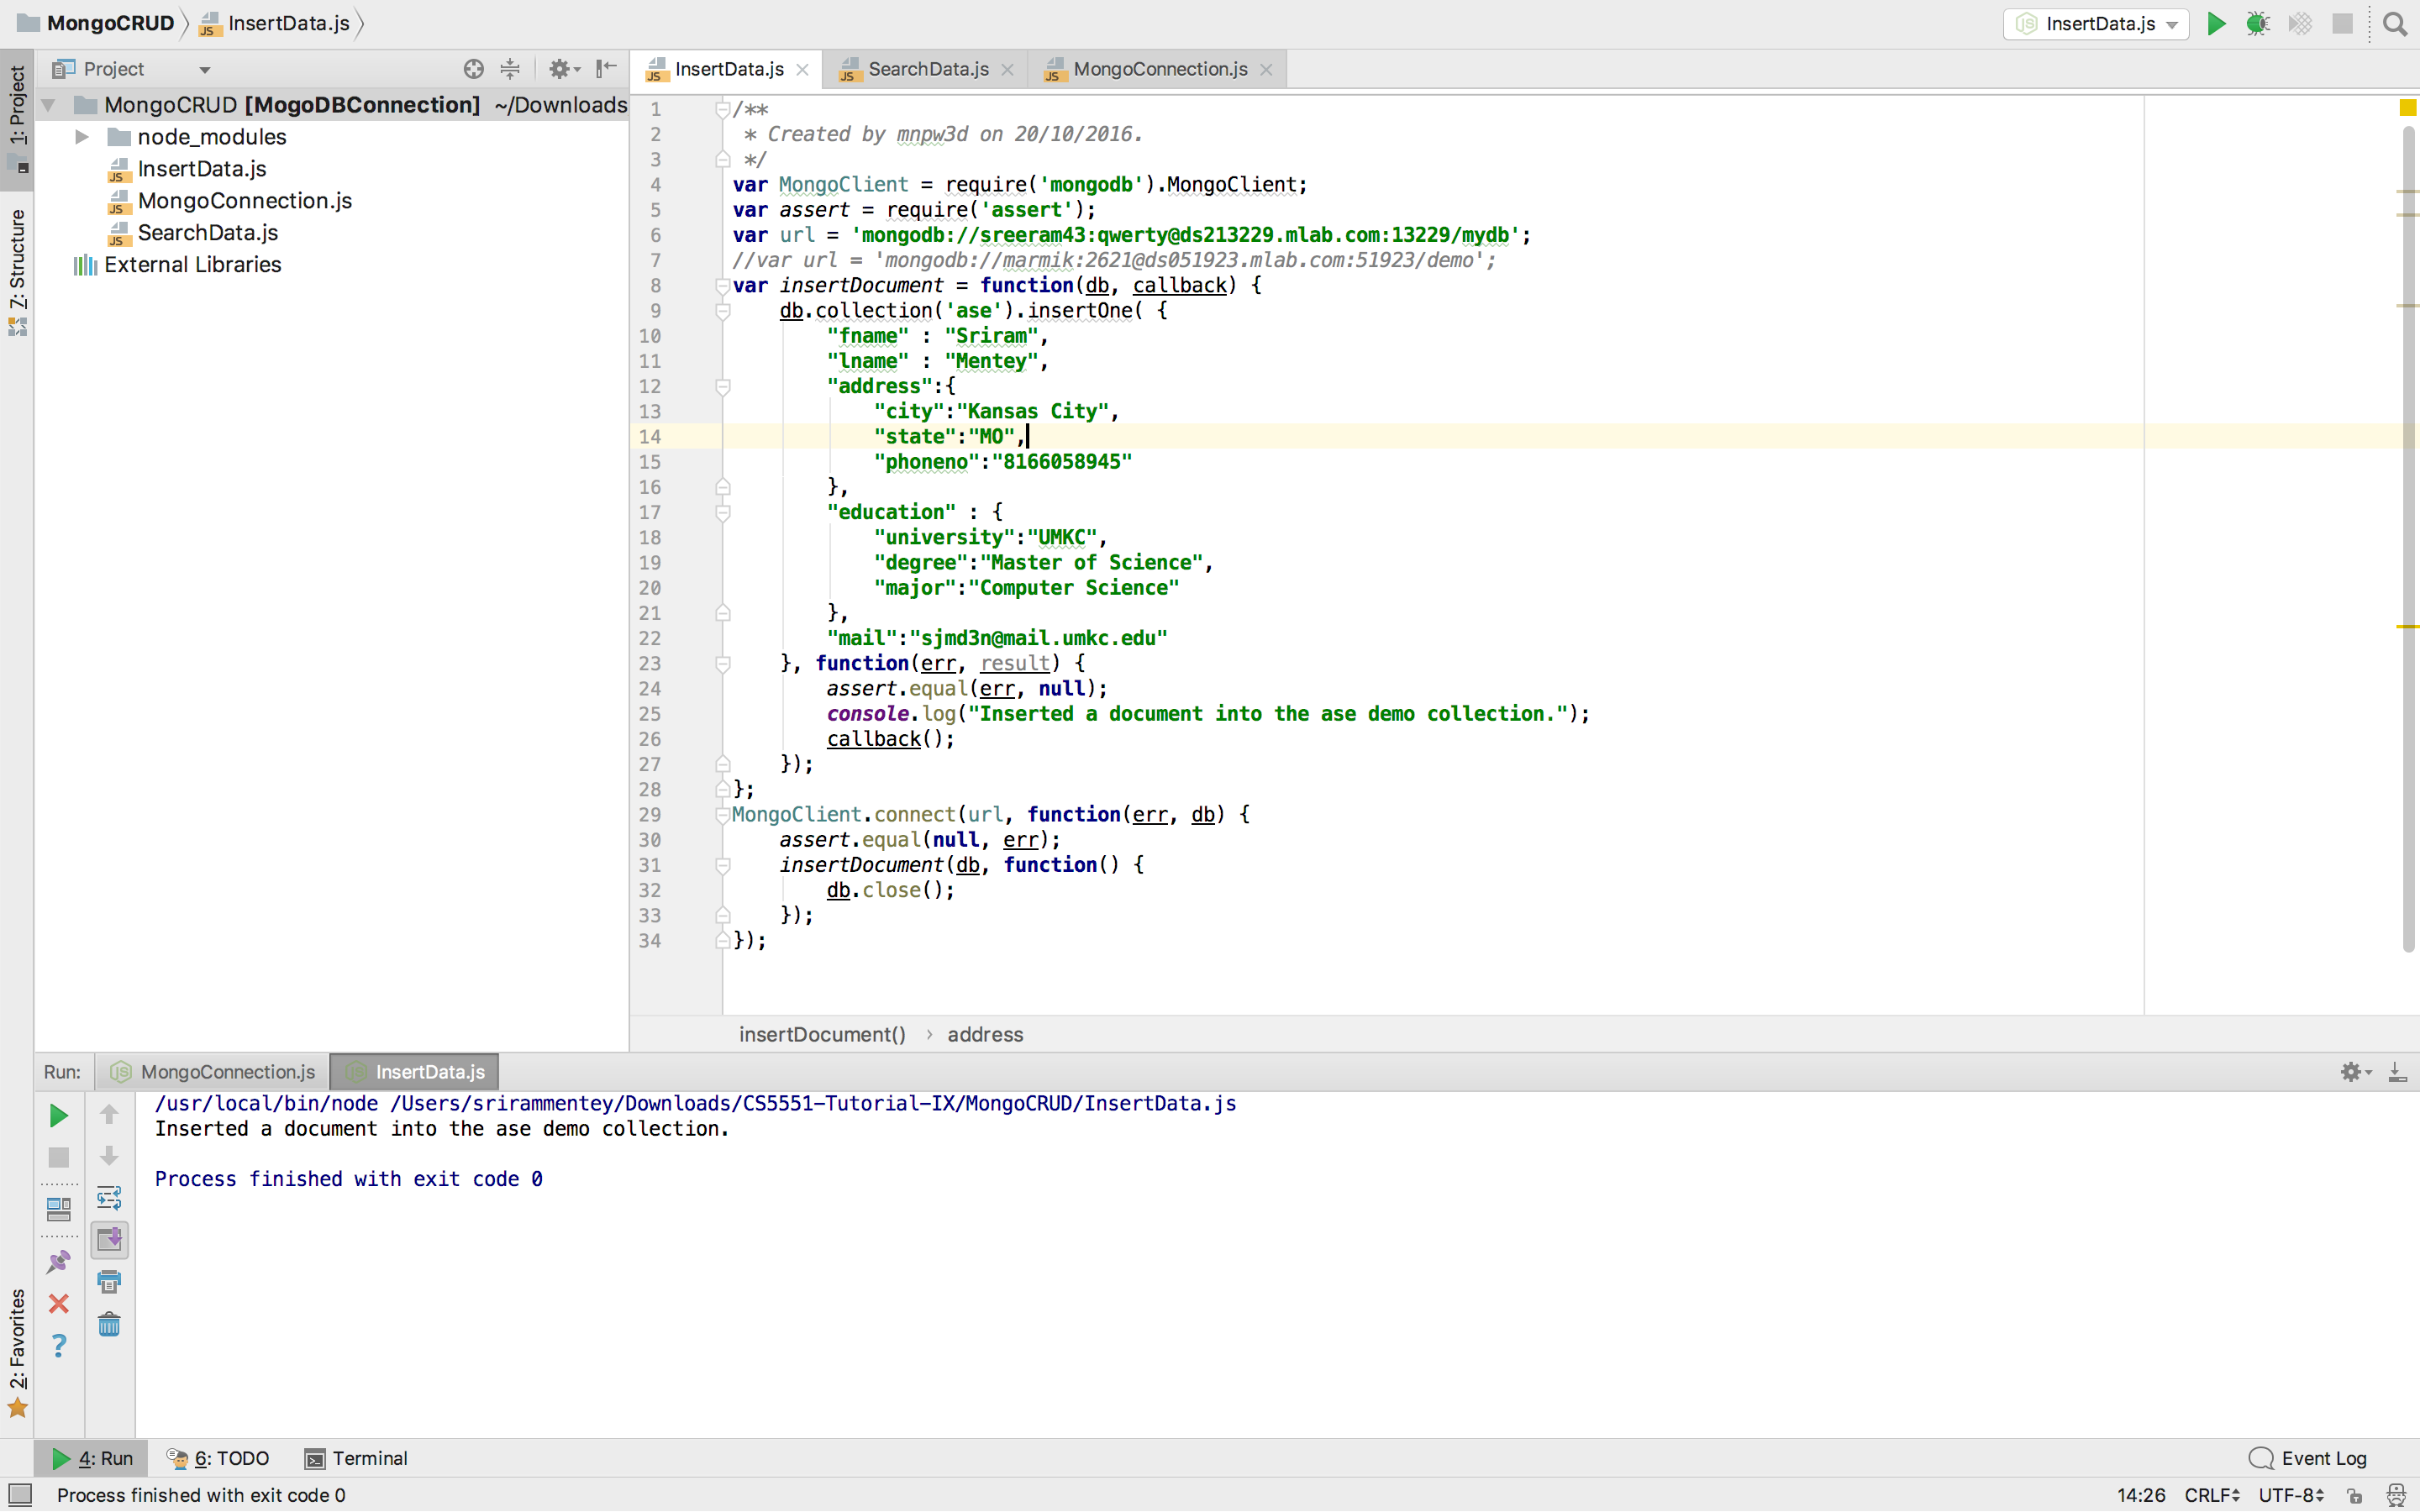 MongoCRUD InsertData.js InsertData.js
1: Project
Z: Structure
2: Favorites
Project
MongoCRUD [MogoDBConnection] ~/Downloads
node_modules
InsertData.js
MongoConnection.js
SearchData.js
External Libraries
InsertData.js SearchData.js MongoConnection.js
1 /**
2 * Created by mnpw3d on 20/10/2016.
3 */
4 var MongoClient = require('mongodb').MongoClient;
5 var assert = require('assert');
6 var url = 'mongodb://sreeram43:qwerty@ds213229.mlab.com:13229/mydb';
7 //var url = 'mongodb://marmik:2621@ds051923.mlab.com:51923/demo';
8 var insertDocument = function(db, callback) {
9 db.collection('ase').insertOne( {
10 "fname" : "Sriram",
11 "lname" : "Mentey",
12 "address":{
13 "city":"Kansas City",
14 "state":"MO",
15 "phoneno":"8166058945"
16 },
17 "education" : {
18 "university":"UMKC",
19 "degree":"Master of Science",
20 "major":"Computer Science"
21 },
22 "mail":"sjmd3n@mail.umkc.edu"
23 }, function(err, result) {
24 assert.equal(err, null);
25 console.log("Inserted a document into the ase demo collection.");
26 callback();
27 });
28 };
29 MongoClient.connect(url, function(err, db) {
30 assert.equal(null, err);
31 insertDocument(db, function() {
32 db.close();
33 });
34 });
insertDocument() › address
Run: MongoConnection.js InsertData.js
/usr/local/bin/node /Users/srirammentey/Downloads/CS5551-Tutorial-IX/MongoCRUD/InsertData.js
Inserted a document into the ase demo collection.
Process finished with exit code 0
4: Run 6: TODO Terminal Event Log
Process finished with exit code 0 14:26 CRLF UTF-8